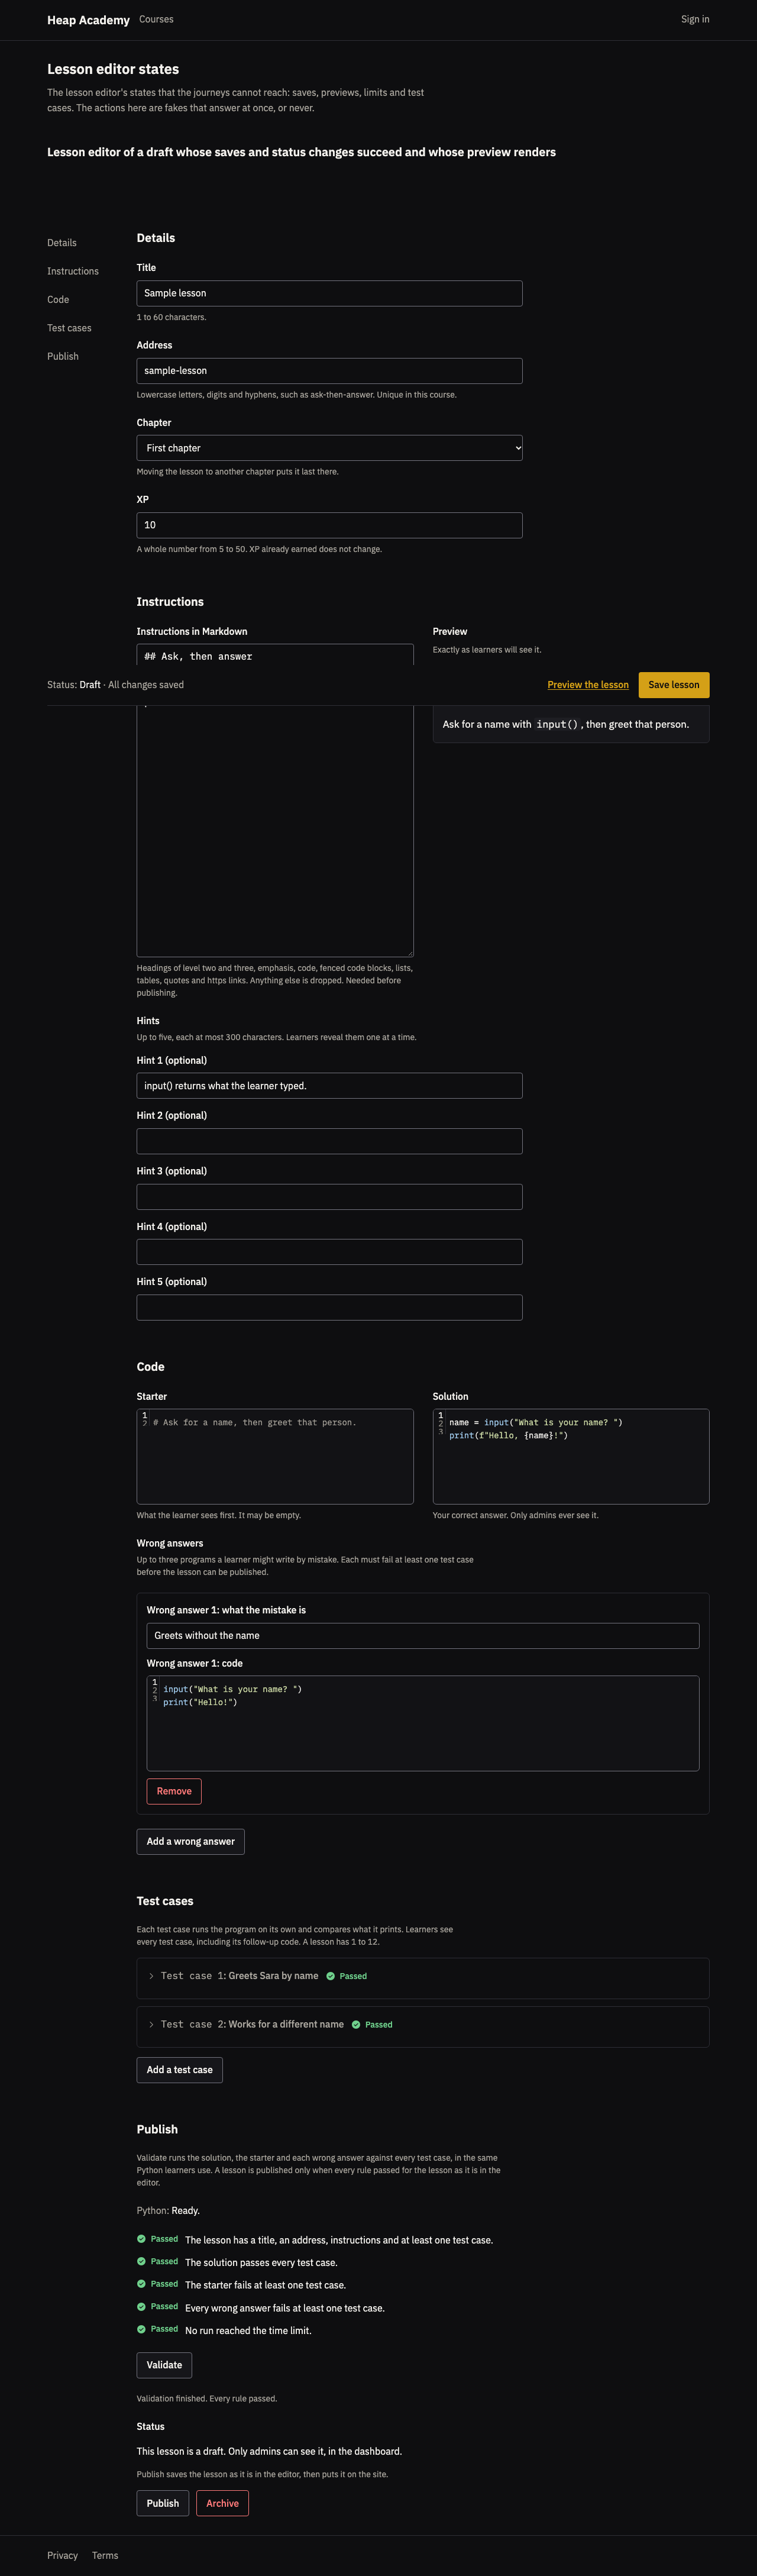 Heap Academy Courses Sign in
Lesson editor states
The lesson editor's states that the journeys cannot reach: saves, previews, limits and test
cases. The actions here are fakes that answer at once, or never.
Lesson editor of a draft whose saves and status changes succeed and whose preview renders
Details
Instructions
Code
Test cases
Publish
Details
Title
Sample lesson
1 to 60 characters.
Address
sample-lesson
Lowercase letters, digits and hyphens, such as ask-then-answer. Unique in this course.
Chapter
First chapter
Moving the lesson to another chapter puts it last there.
XP
10
A whole number from 5 to 50. XP already earned does not change.
Instructions
Instructions in Markdown
## Ask, then answer
Preview
Exactly as learners will see it.
Status: Draft · All changes saved Preview the lesson Save lesson
Ask for a name with input(), then greet that person.
Headings of level two and three, emphasis, code, fenced code blocks, lists,
tables, quotes and https links. Anything else is dropped. Needed before
publishing.
Hints
Up to five, each at most 300 characters. Learners reveal them one at a time.
Hint 1 (optional)
input() returns what the learner typed.
Hint 2 (optional)
Hint 3 (optional)
Hint 4 (optional)
Hint 5 (optional)
Code
Starter
1
2
# Ask for a name, then greet that person.
What the learner sees first. It may be empty.
Solution
1
2
3
name = input("What is your name? ")
print(f"Hello, {name}!")
Your correct answer. Only admins ever see it.
Wrong answers
Up to three programs a learner might write by mistake. Each must fail at least one test case
before the lesson can be published.
Wrong answer 1: what the mistake is
Greets without the name
Wrong answer 1: code
1
2
3
input("What is your name? ")
print("Hello!")
Remove
Add a wrong answer
Test cases
Each test case runs the program on its own and compares what it prints. Learners see
every test case, including its follow-up code. A lesson has 1 to 12.
Test case 1: Greets Sara by name Passed
Test case 2: Works for a different name Passed
Add a test case
Publish
Validate runs the solution, the starter and each wrong answer against every test case, in the same
Python learners use. A lesson is published only when every rule passed for the lesson as it is in the
editor.
Python: Ready.
Passed The lesson has a title, an address, instructions and at least one test case.
Passed The solution passes every test case.
Passed The starter fails at least one test case.
Passed Every wrong answer fails at least one test case.
Passed No run reached the time limit.
Validate
Validation finished. Every rule passed.
Status
This lesson is a draft. Only admins can see it, in the dashboard.
Publish saves the lesson as it is in the editor, then puts it on the site.
Publish Archive
Privacy Terms